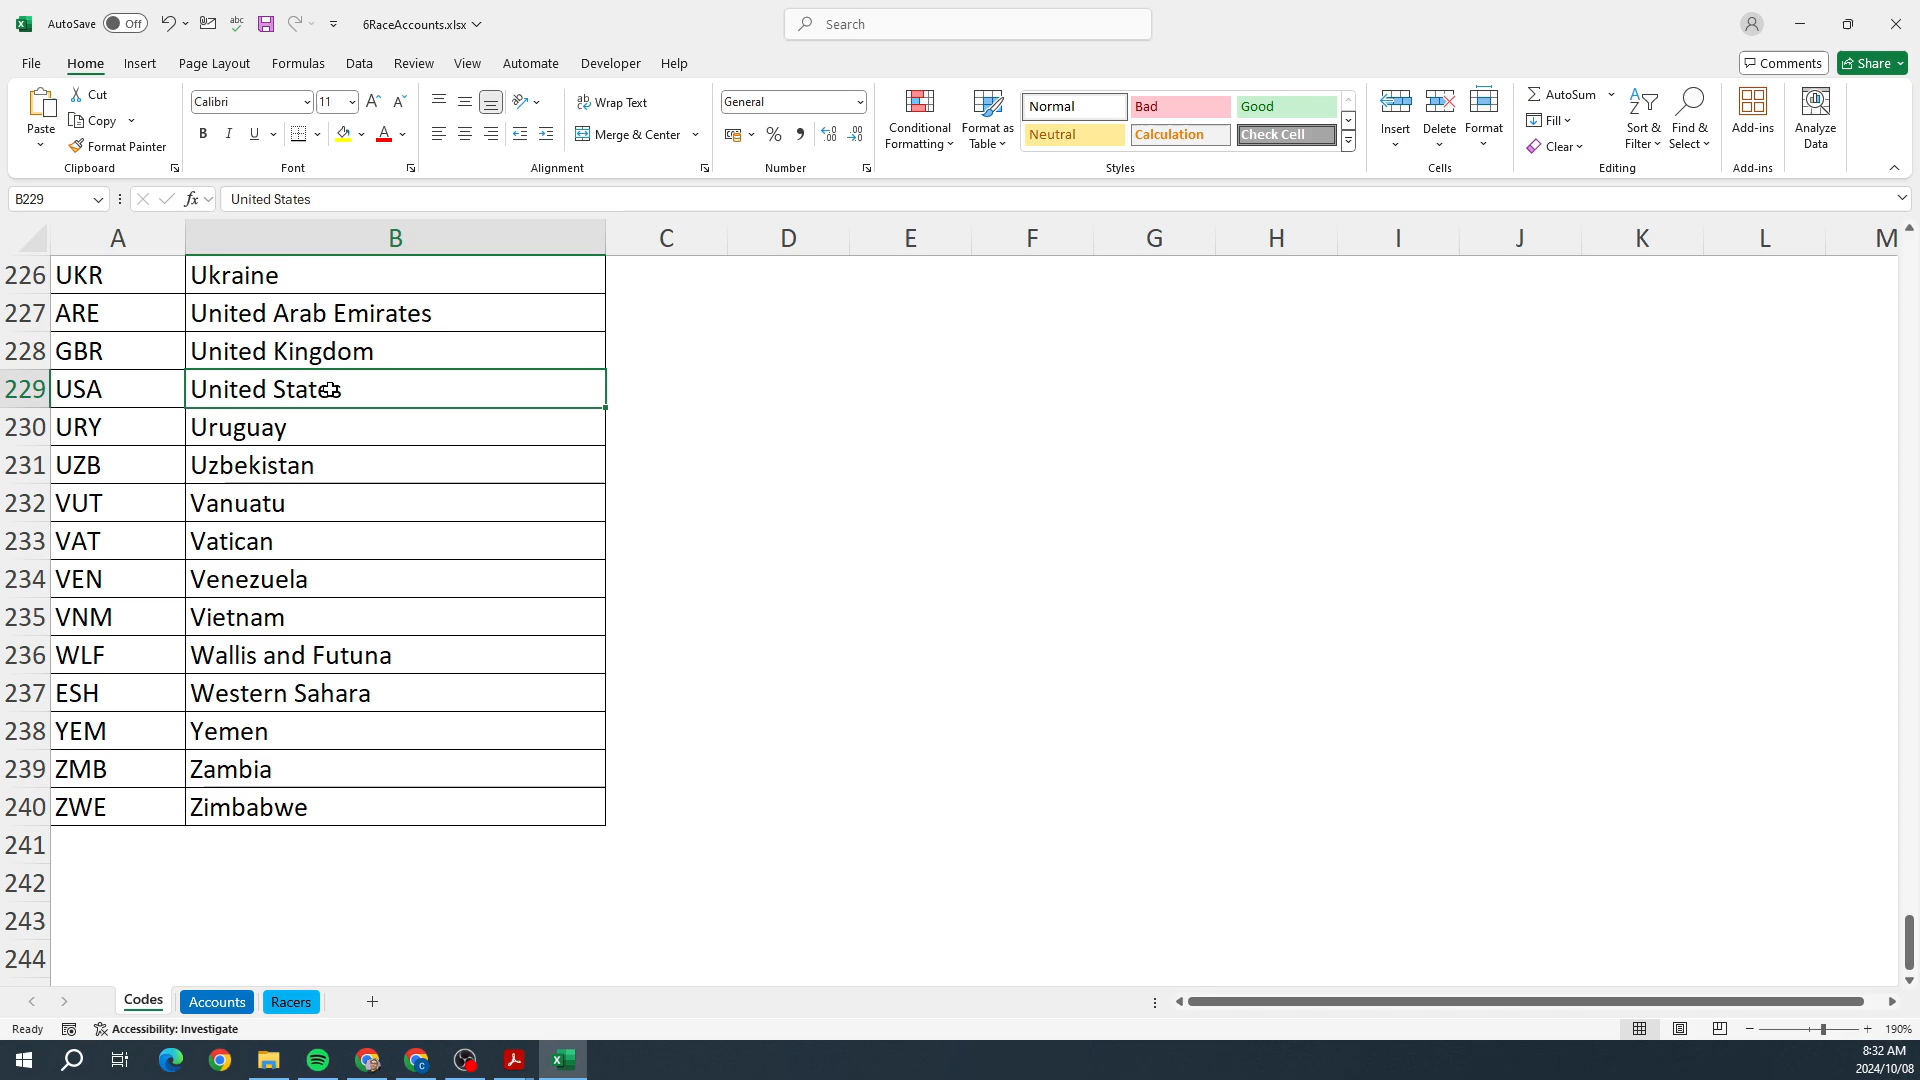 AutoSave Off 6RaceAccounts.xlsx Search
File Home Insert Page Layout Formulas Data Review View Automate Developer Help Comments Share
Paste Cut Copy Format Painter Clipboard
Calibri 11 B I U A Font
Wrap Text Merge & Center Alignment
General % Number
Conditional Formatting Format as Table
Normal Bad Good
Neutral Calculation Check Cell
Styles
Insert Delete Format Cells
AutoSum Fill Clear Sort & Filter Find & Select Editing
Add-ins Add-ins
Analyze Data
B229 fx United States
A B C D E F G H I J K L M
226 UKR Ukraine
227 ARE United Arab Emirates
228 GBR United Kingdom
229 USA United States
230 URY Uruguay
231 UZB Uzbekistan
232 VUT Vanuatu
233 VAT Vatican
234 VEN Venezuela
235 VNM Vietnam
236 WLF Wallis and Futuna
237 ESH Western Sahara
238 YEM Yemen
239 ZMB Zambia
240 ZWE Zimbabwe
241
242
243
244
Codes Accounts Racers
Ready Accessibility: Investigate 190%
8:32 AM
2024/10/08